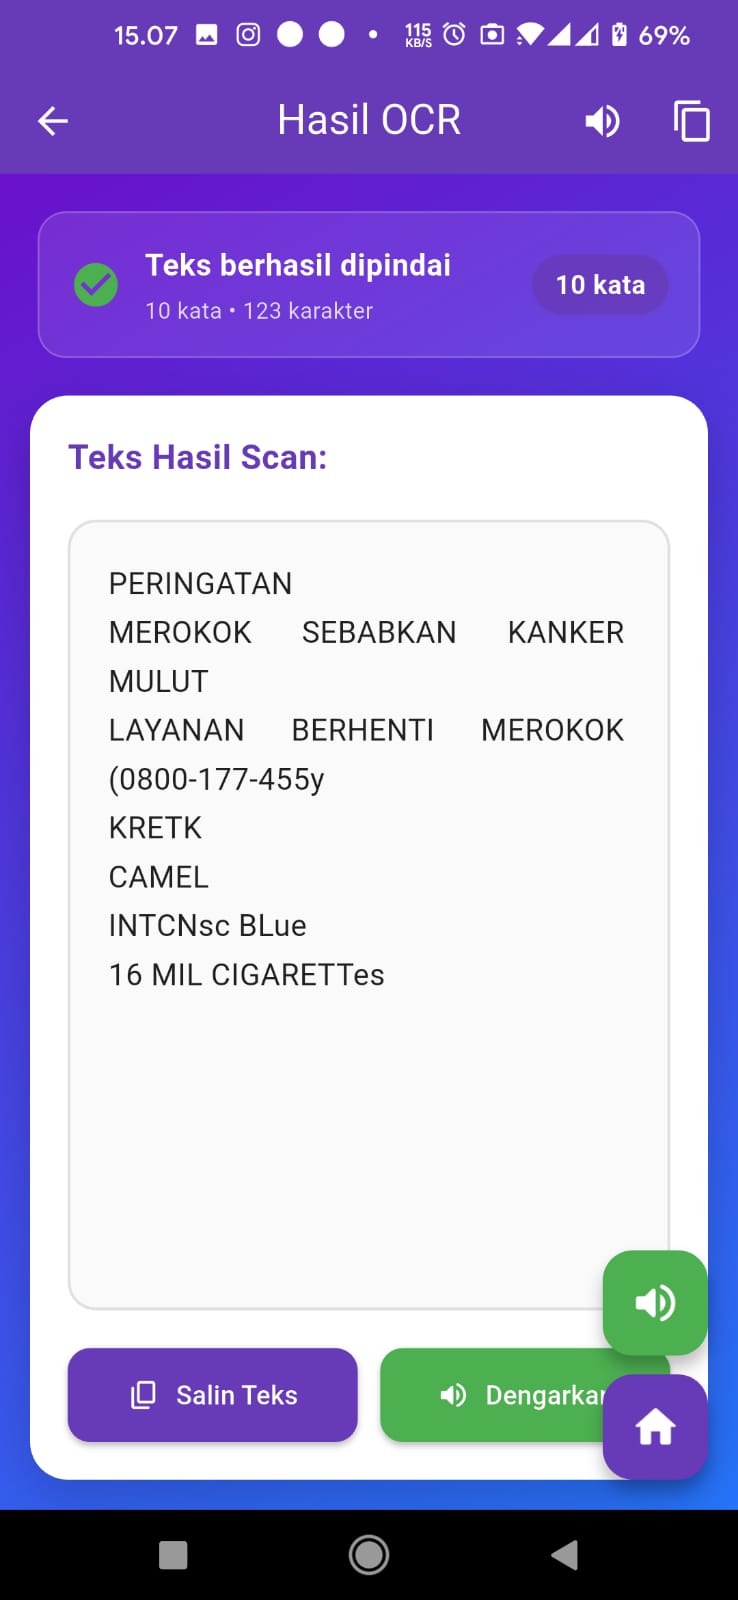 15.07 115 KB/S 69%
Hasil OCR
Teks berhasil dipindai
10 kata • 123 karakter
10 kata
Teks Hasil Scan:
PERINGATAN
MEROKOK SEBABKAN KANKER
MULUT
LAYANAN BERHENTI MEROKOK
(0800-177-455y
KRETK
CAMEL
INTCNsc BLue
16 MIL CIGARETTes
Salin Teks
Dengarkan